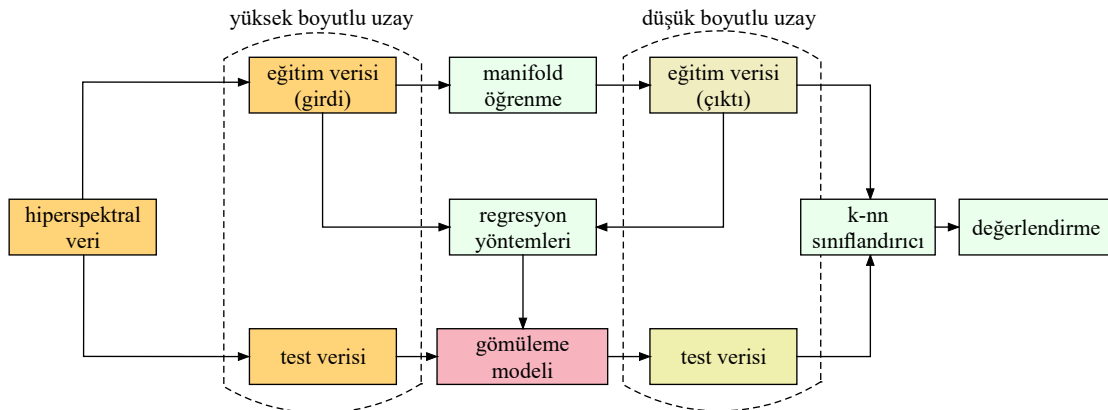 yüksek boyutlu uzay
düşük boyutlu uzay
eğitim verisi
(girdi)
manifold
öğrenme
eğitim verisi
(çıktı)
hiperspektral
veri
regresyon
yöntemleri
k-nn
sınıflandırıcı
değerlendirme
test verisi
gömüleme
modeli
test verisi